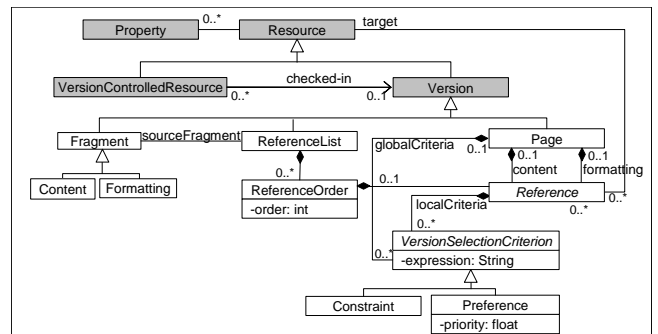 Property 0..* Resource target
VersionControlledResource checked-in Version
0..* 0..1
Fragment sourceFragment ReferenceList globalCriteria Page
0..1 0..1 0..1
content formatting
Content Formatting 0..* ReferenceOrder 0..1 Reference
-order: int localCriteria 0..* 0..*
0..*
0..* VersionSelectionCriterion
-expression: String
Constraint Preference
-priority: float